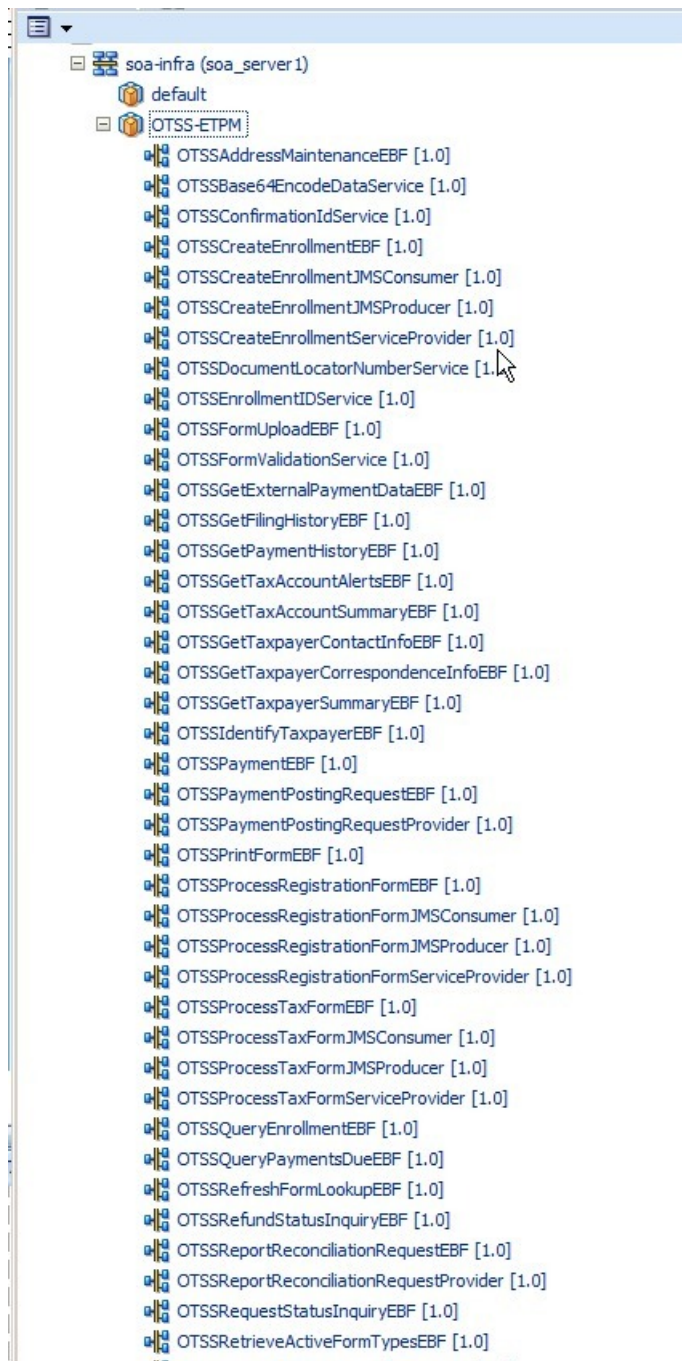 soa-infra (soa_server1)
default
OTSS-ETPM
OTSSAddressMaintenanceEBF [1.0]
OTSSBase64EncodeDataService [1.0]
OTSSConfirmationIdService [1.0]
OTSSCreateEnrollmentEBF [1.0]
OTSSCreateEnrollmentJMSConsumer [1.0]
OTSSCreateEnrollmentJMSProducer [1.0]
OTSSCreateEnrollmentServiceProvider [1.0]
OTSSDocumentLocatorNumberService [1.
OTSSEnrollmentIDService [1.0]
OTSSFormUploadEBF [1.0]
OTSSFormValidationService [1.0]
OTSSGetExternalPaymentDataEBF [1.0]
OTSSGetFilingHistoryEBF [1.0]
OTSSGetPaymentHistoryEBF [1.0]
OTSSGetTaxAccountAlertsEBF [1.0]
OTSSGetTaxAccountSummaryEBF [1.0]
OTSSGetTaxpayerContactInfoEBF [1.0]
OTSSGetTaxpayerCorrespondenceInfoEBF [1.0]
OTSSGetTaxpayerSummaryEBF [1.0]
OTSSIdentifyTaxpayerEBF [1.0]
OTSSPaymentEBF [1.0]
OTSSPaymentPostingRequestEBF [1.0]
OTSSPaymentPostingRequestProvider [1.0]
OTSSPrintFormEBF [1.0]
OTSSProcessRegistrationFormEBF [1.0]
OTSSProcessRegistrationFormJMSConsumer [1.0]
OTSSProcessRegistrationFormJMSProducer [1.0]
OTSSProcessRegistrationFormServiceProvider [1.0]
OTSSProcessTaxFormEBF [1.0]
OTSSProcessTaxFormJMSConsumer [1.0]
OTSSProcessTaxFormJMSProducer [1.0]
OTSSProcessTaxFormServiceProvider [1.0]
OTSSQueryEnrollmentEBF [1.0]
OTSSQueryPaymentsDueEBF [1.0]
OTSSRefreshFormLookupEBF [1.0]
OTSSRefundStatusInquiryEBF [1.0]
OTSSReportReconciliationRequestEBF [1.0]
OTSSReportReconciliationRequestProvider [1.0]
OTSSRequestStatusInquiryEBF [1.0]
OTSSRetrieveActiveFormTypesEBF [1.0]